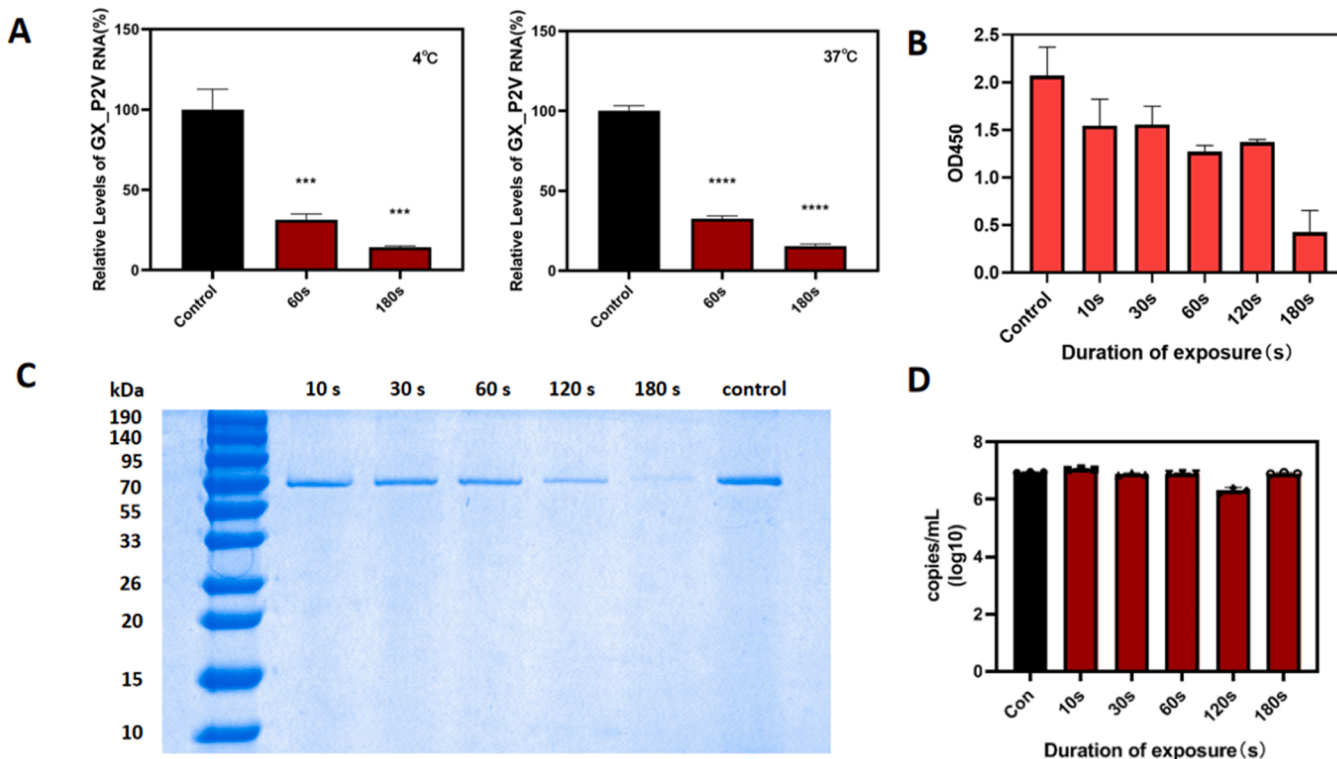 A
Relative Levels of GX_P2V RNA(%)
150
100
50
0
4℃
***
***
Control
60s
180s
Relative Levels of GX_P2V RNA(%)
150
100
50
0
37℃
****
****
Control
60s
180s
B
OD450
2.5
2.0
1.5
1.0
0.5
0.0
Control
10s
30s
60s
120s
180s
Duration of exposure(s)
C
kDa
10 s
30 s
60 s
120 s
180 s
control
190
140
95
70
55
33
26
20
15
10
D
copies/mL
(log10)
8
6
4
2
0
Con
10s
30s
60s
120s
180s
Duration of exposure(s)